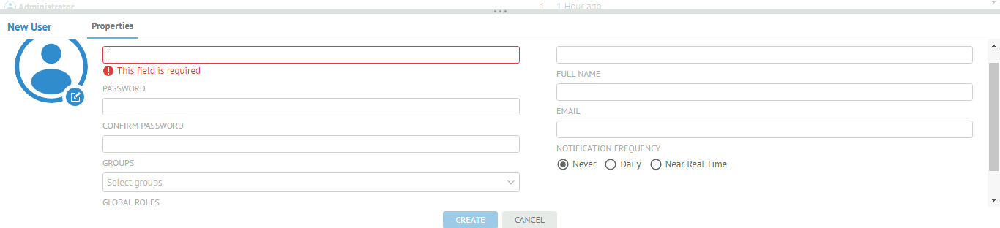 Administrator 1 1 Hour ago
New User Properties
This field is required
PASSWORD
CONFIRM PASSWORD
GROUPS
Select groups
GLOBAL ROLES
FULL NAME
EMAIL
NOTIFICATION FREQUENCY
Never Daily Near Real Time
CREATE CANCEL